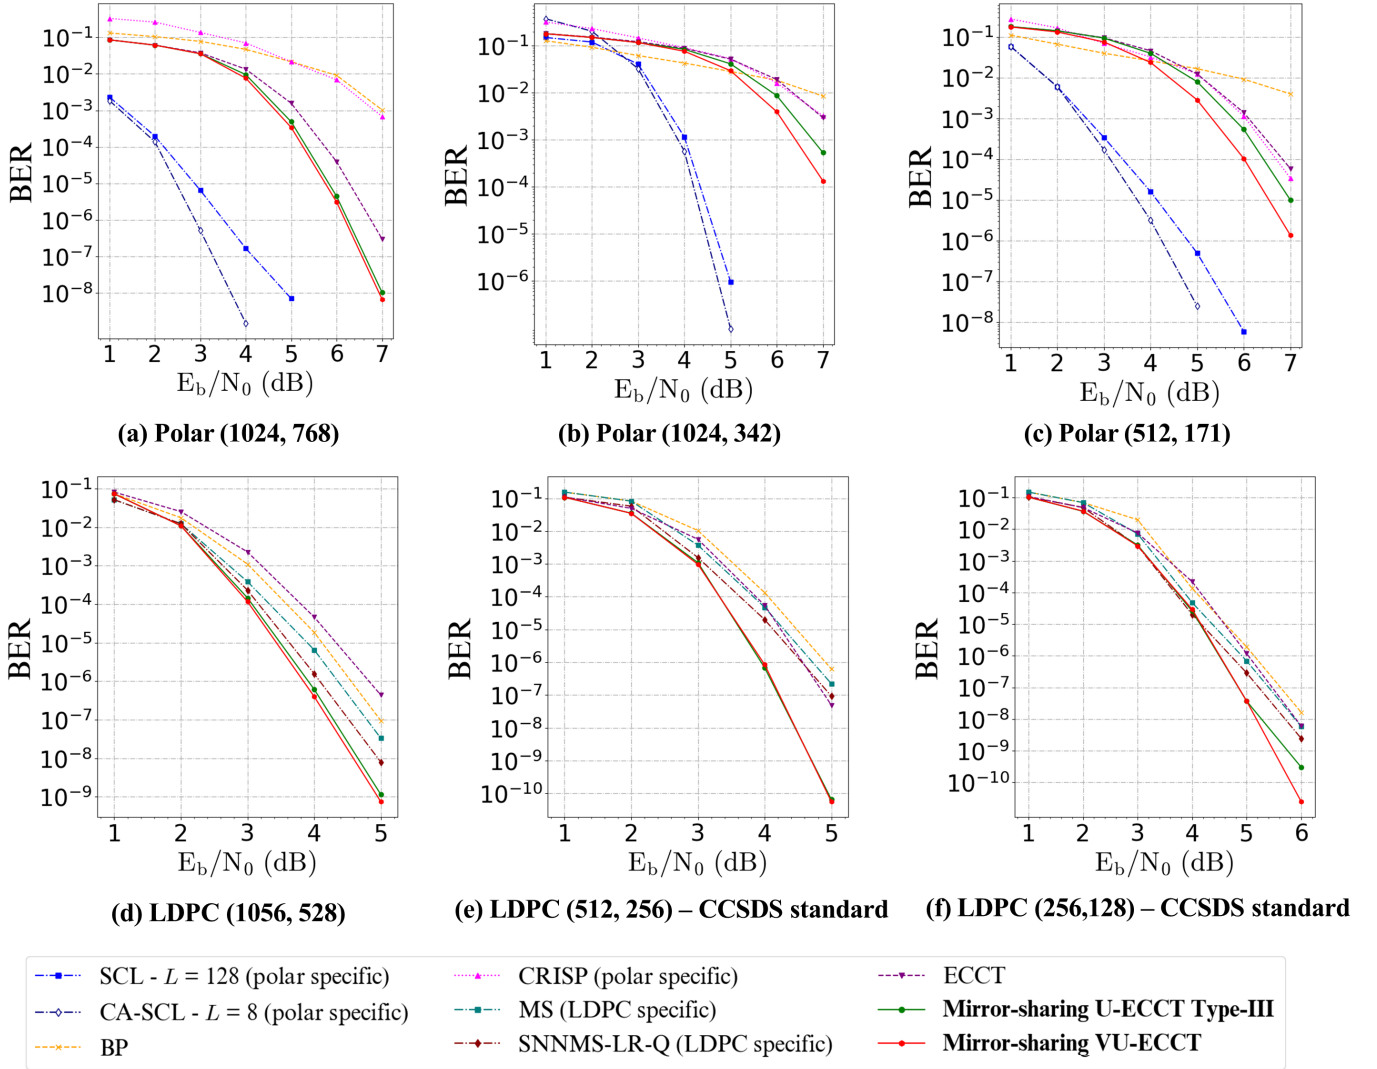 10⁻¹
10⁻²
10⁻³
10⁻⁴
10⁻⁵
10⁻⁶
10⁻⁷
10⁻⁸
BER
1 2 3 4 5 6 7
E_b/N_0 (dB)
(a) Polar (1024, 768)
10⁻¹
10⁻²
10⁻³
10⁻⁴
10⁻⁵
10⁻⁶
BER
1 2 3 4 5 6 7
E_b/N_0 (dB)
(b) Polar (1024, 342)
10⁻¹
10⁻²
10⁻³
10⁻⁴
10⁻⁵
10⁻⁶
10⁻⁷
10⁻⁸
BER
1 2 3 4 5 6 7
E_b/N_0 (dB)
(c) Polar (512, 171)
10⁻¹
10⁻²
10⁻³
10⁻⁴
10⁻⁵
10⁻⁶
10⁻⁷
10⁻⁸
10⁻⁹
BER
1 2 3 4 5
E_b/N_0 (dB)
(d) LDPC (1056, 528)
10⁻¹
10⁻²
10⁻³
10⁻⁴
10⁻⁵
10⁻⁶
10⁻⁷
10⁻⁸
10⁻⁹
10⁻¹⁰
BER
1 2 3 4 5
E_b/N_0 (dB)
(e) LDPC (512, 256) – CCSDS standard
10⁻¹
10⁻²
10⁻³
10⁻⁴
10⁻⁵
10⁻⁶
10⁻⁷
10⁻⁸
10⁻⁹
10⁻¹⁰
BER
1 2 3 4 5 6
E_b/N_0 (dB)
(f) LDPC (256,128) – CCSDS standard
SCL - L = 128 (polar specific)
CA-SCL - L = 8 (polar specific)
BP
CRISP (polar specific)
MS (LDPC specific)
SNNMS-LR-Q (LDPC specific)
ECCT
Mirror-sharing U-ECCT Type-III
Mirror-sharing VU-ECCT